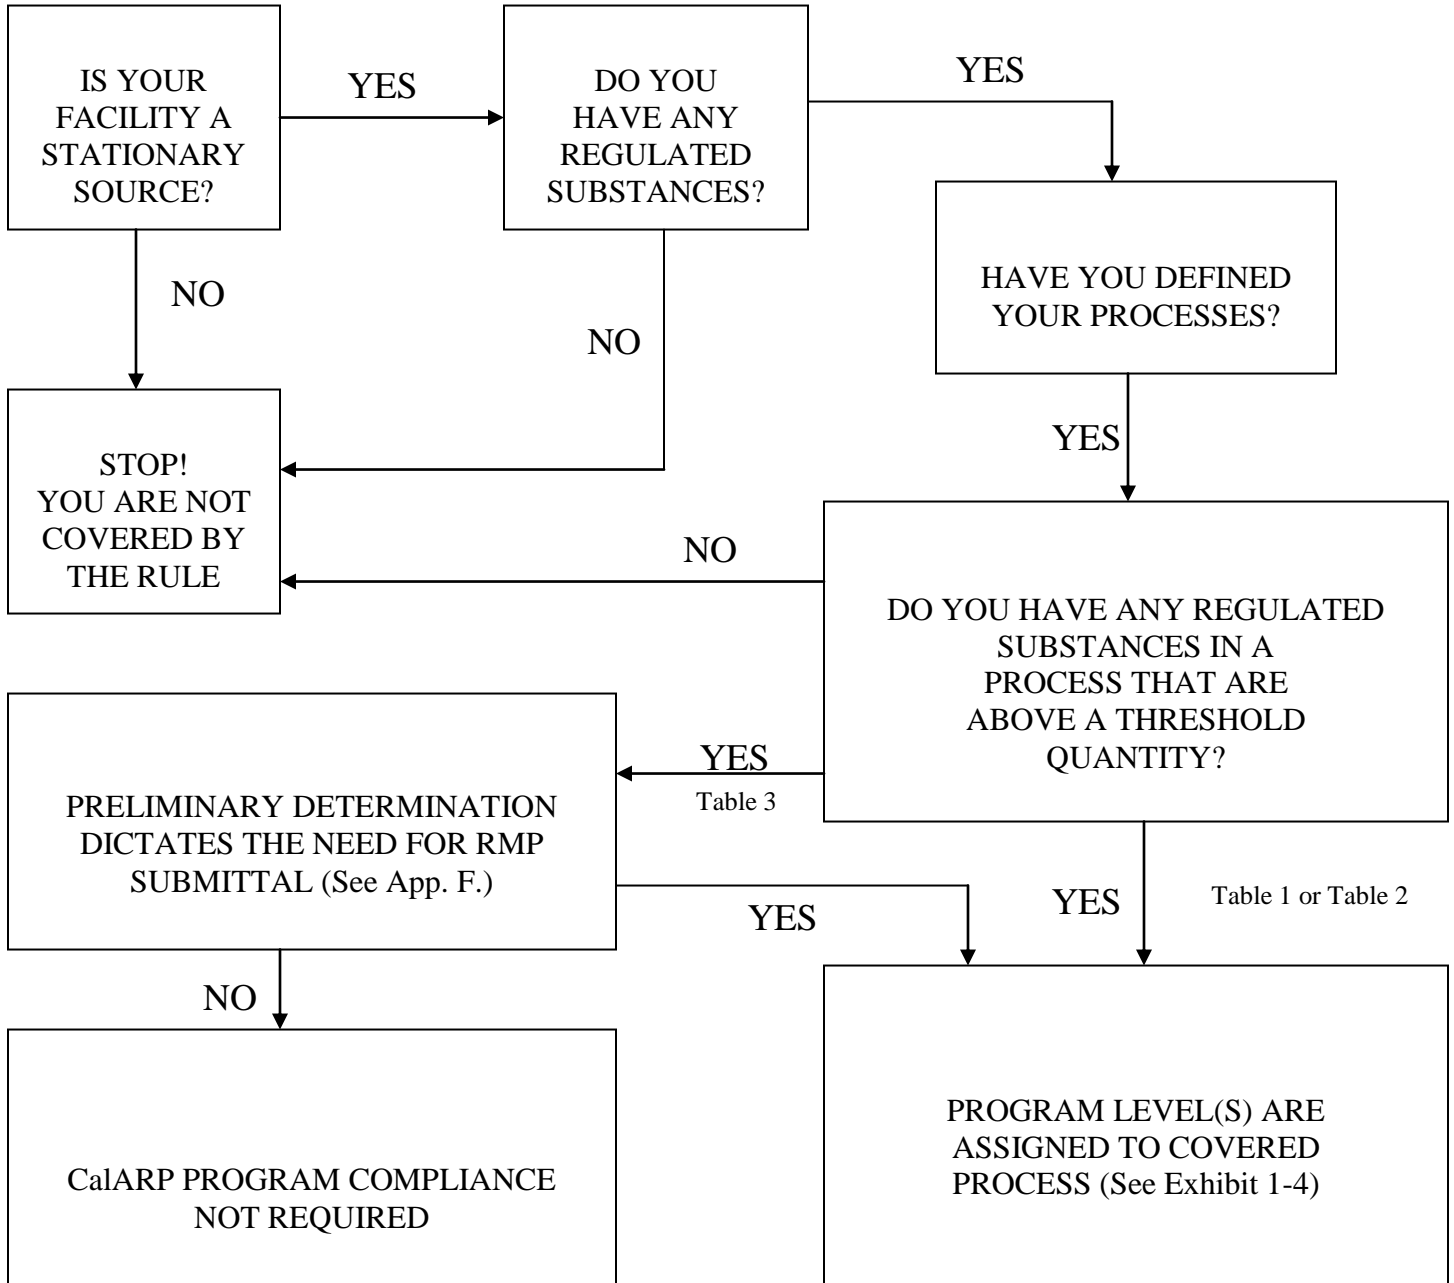 IS YOUR
FACILITY A
STATIONARY
SOURCE?
YES
DO YOU
HAVE ANY
REGULATED
SUBSTANCES?
YES
HAVE YOU DEFINED
YOUR PROCESSES?
NO
NO
YES
STOP!
YOU ARE NOT
COVERED BY
THE RULE
NO
DO YOU HAVE ANY REGULATED
SUBSTANCES IN A
PROCESS THAT ARE
ABOVE A THRESHOLD
QUANTITY?
YES
Table 3
PRELIMINARY DETERMINATION
DICTATES THE NEED FOR RMP
SUBMITTAL (See App. F.)
YES
YES
Table 1 or Table 2
NO
CalARP PROGRAM COMPLIANCE
NOT REQUIRED
PROGRAM LEVEL(S) ARE
ASSIGNED TO COVERED
PROCESS (See Exhibit 1-4)